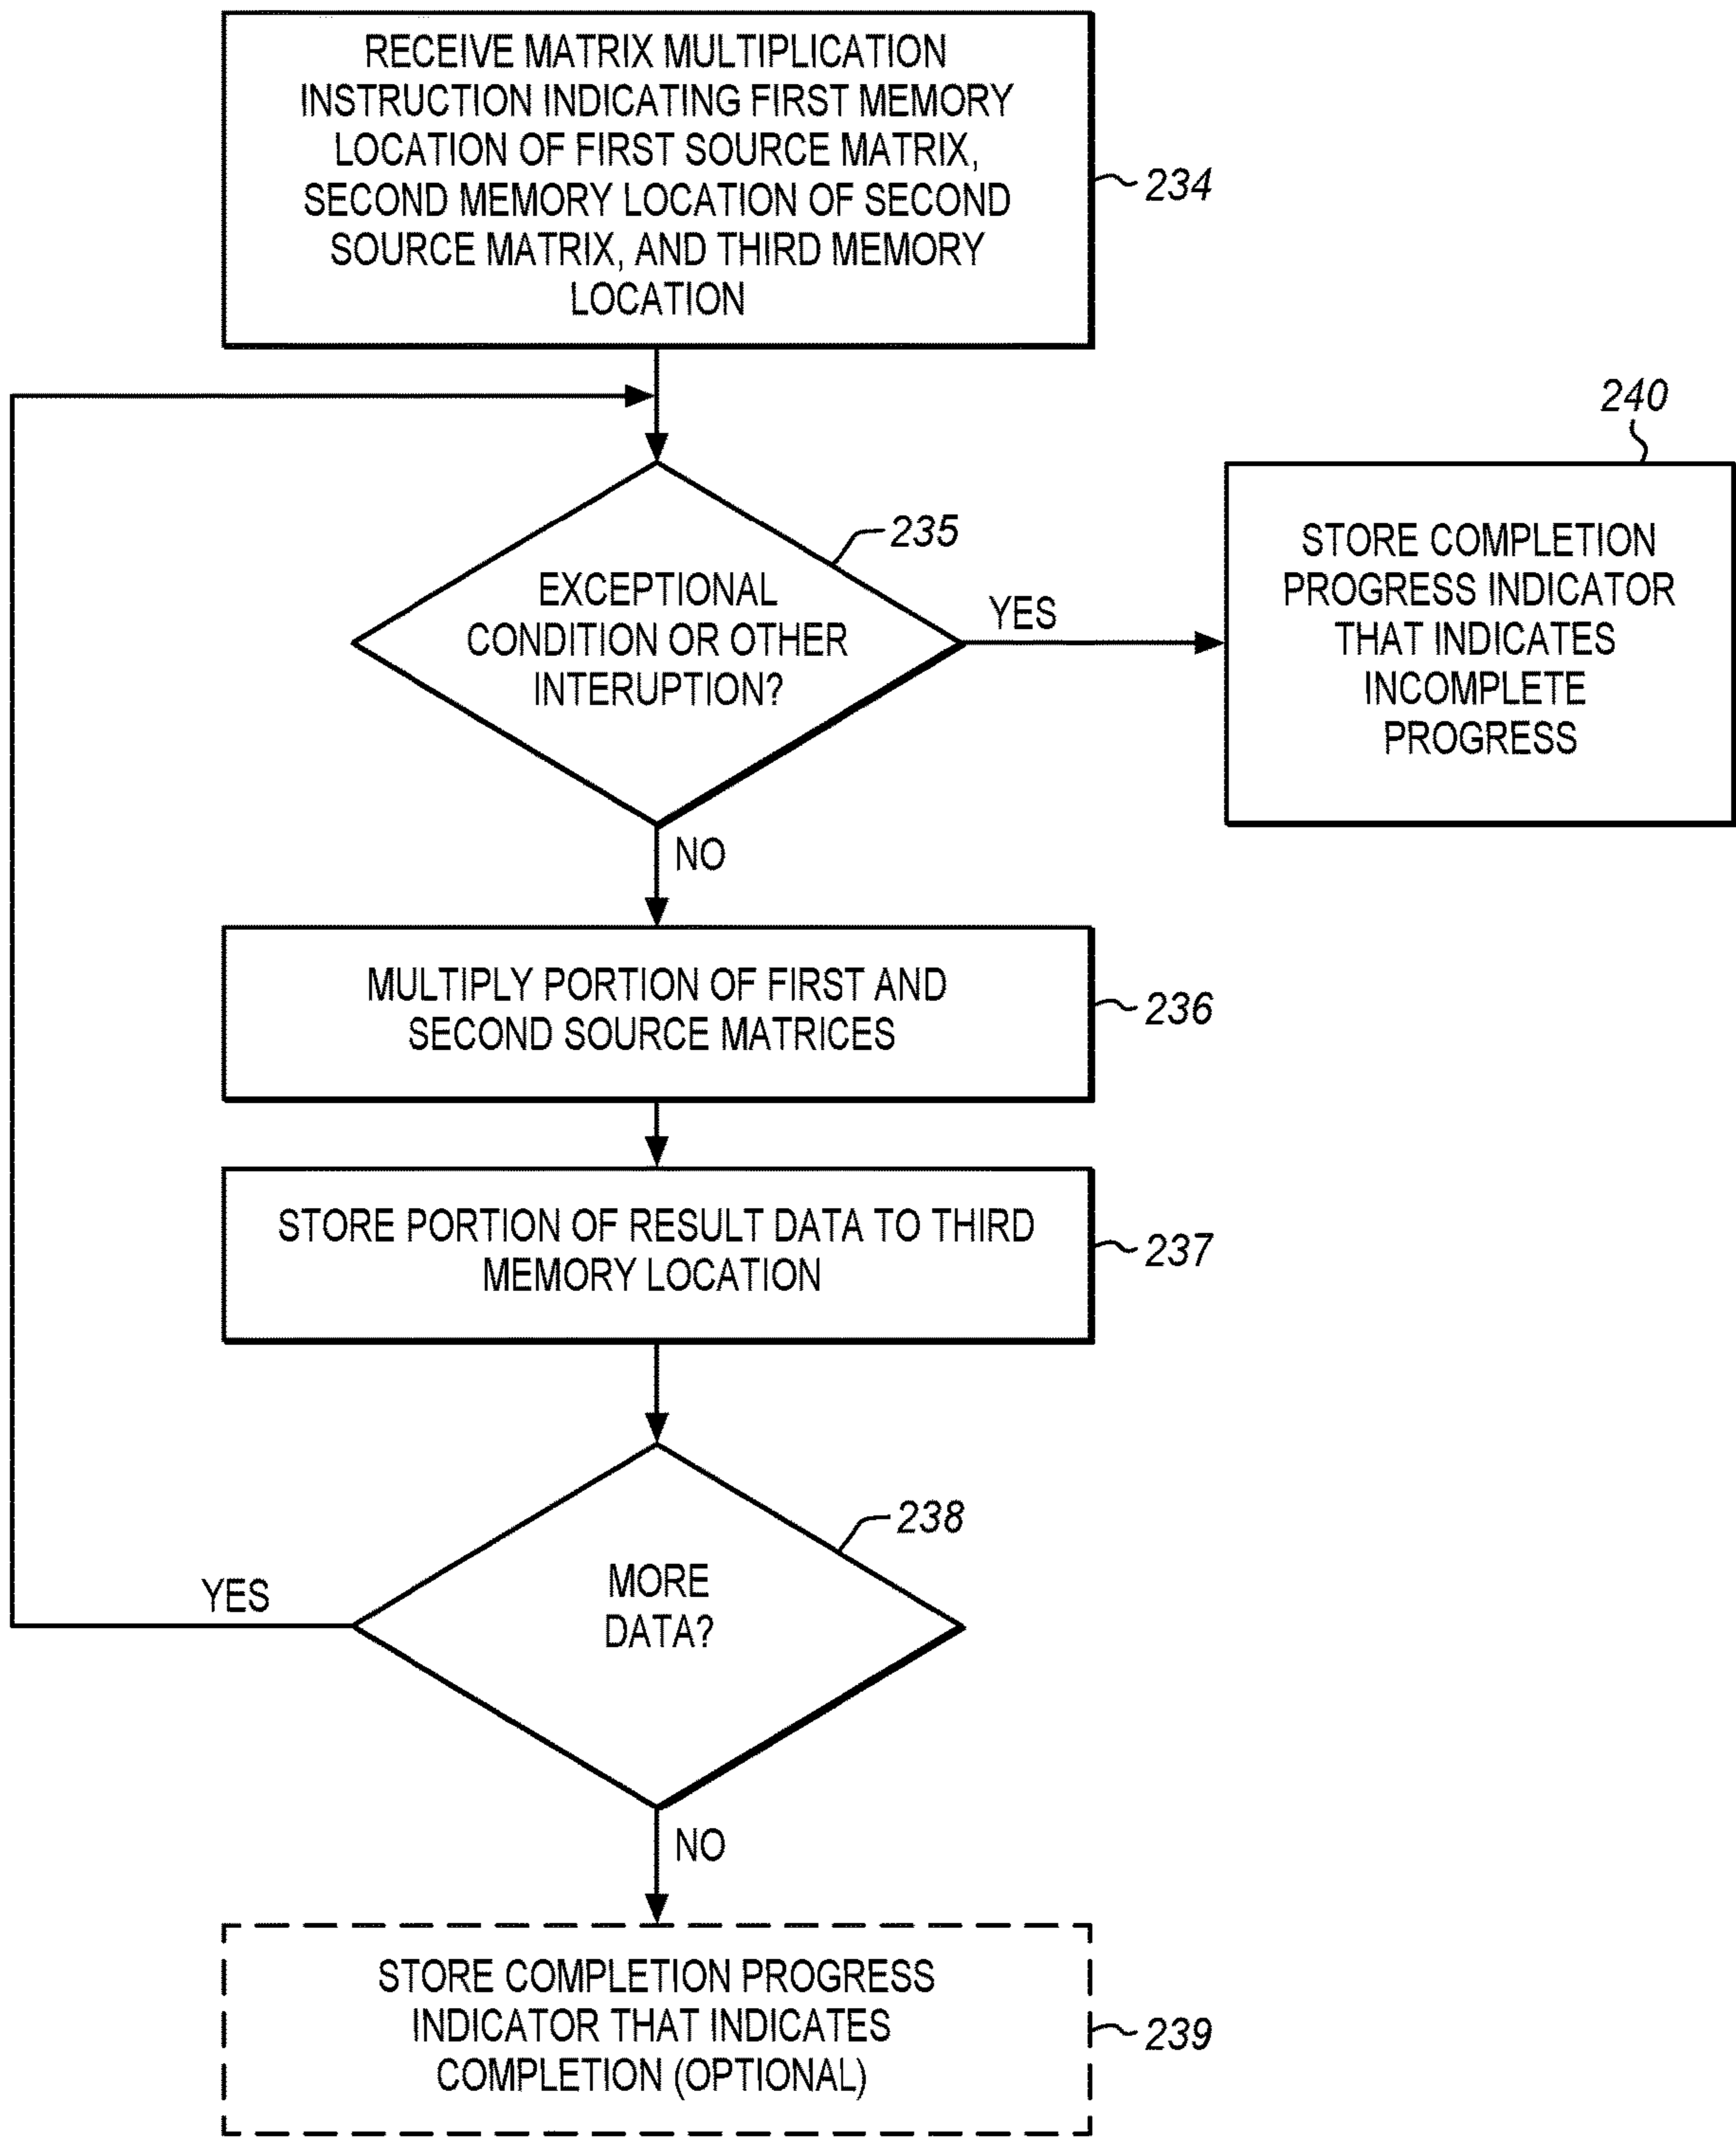 RECEIVE MATRIX MULTIPLICATION
INSTRUCTION INDICATING FIRST MEMORY
LOCATION OF FIRST SOURCE MATRIX,
SECOND MEMORY LOCATION OF SECOND
SOURCE MATRIX, AND THIRD MEMORY
LOCATION
234
240
235
EXCEPTIONAL
CONDITION OR OTHER
INTERUPTION?
YES
STORE COMPLETION
PROGRESS INDICATOR
THAT INDICATES
INCOMPLETE
PROGRESS
NO
MULTIPLY PORTION OF FIRST AND
SECOND SOURCE MATRICES
236
STORE PORTION OF RESULT DATA TO THIRD
MEMORY LOCATION
237
238
MORE
DATA?
YES
NO
STORE COMPLETION PROGRESS
INDICATOR THAT INDICATES
COMPLETION (OPTIONAL)
239